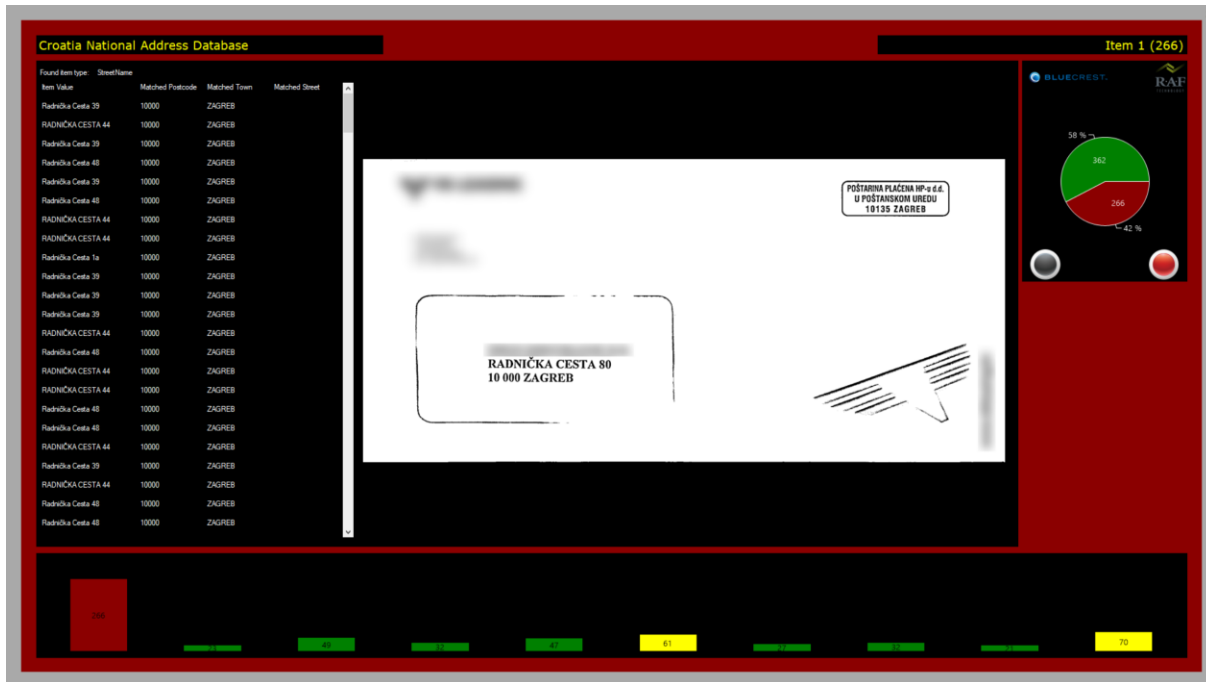 Croatia National Address Database
Item 1 (266)
Found item type: StreetName
Item Value Matched Postcode Matched Town Matched Street
Radnička Cesta 39 10000 ZAGREB
RADNIČKA CESTA 44 10000 ZAGREB
Radnička Cesta 39 10000 ZAGREB
Radnička Cesta 48 10000 ZAGREB
Radnička Cesta 39 10000 ZAGREB
Radnička Cesta 48 10000 ZAGREB
RADNIČKA CESTA 44 10000 ZAGREB
RADNIČKA CESTA 44 10000 ZAGREB
Radnička Cesta 1a 10000 ZAGREB
Radnička Cesta 39 10000 ZAGREB
Radnička Cesta 39 10000 ZAGREB
Radnička Cesta 39 10000 ZAGREB
RADNIČKA CESTA 44 10000 ZAGREB
Radnička Cesta 48 10000 ZAGREB
RADNIČKA CESTA 44 10000 ZAGREB
RADNIČKA CESTA 44 10000 ZAGREB
Radnička Cesta 48 10000 ZAGREB
Radnička Cesta 48 10000 ZAGREB
RADNIČKA CESTA 44 10000 ZAGREB
Radnička Cesta 39 10000 ZAGREB
RADNIČKA CESTA 44 10000 ZAGREB
Radnička Cesta 48 10000 ZAGREB
Radnička Cesta 48 10000 ZAGREB
POŠTARINA PLAĆENA HP-u d.d.
U POŠTANSKOM UREDU
10135 ZAGREB
RADNIČKA CESTA 80
10 000 ZAGREB
BLUECREST.
RAF
58 %
362
266
42 %
266
49
32
47
61
70